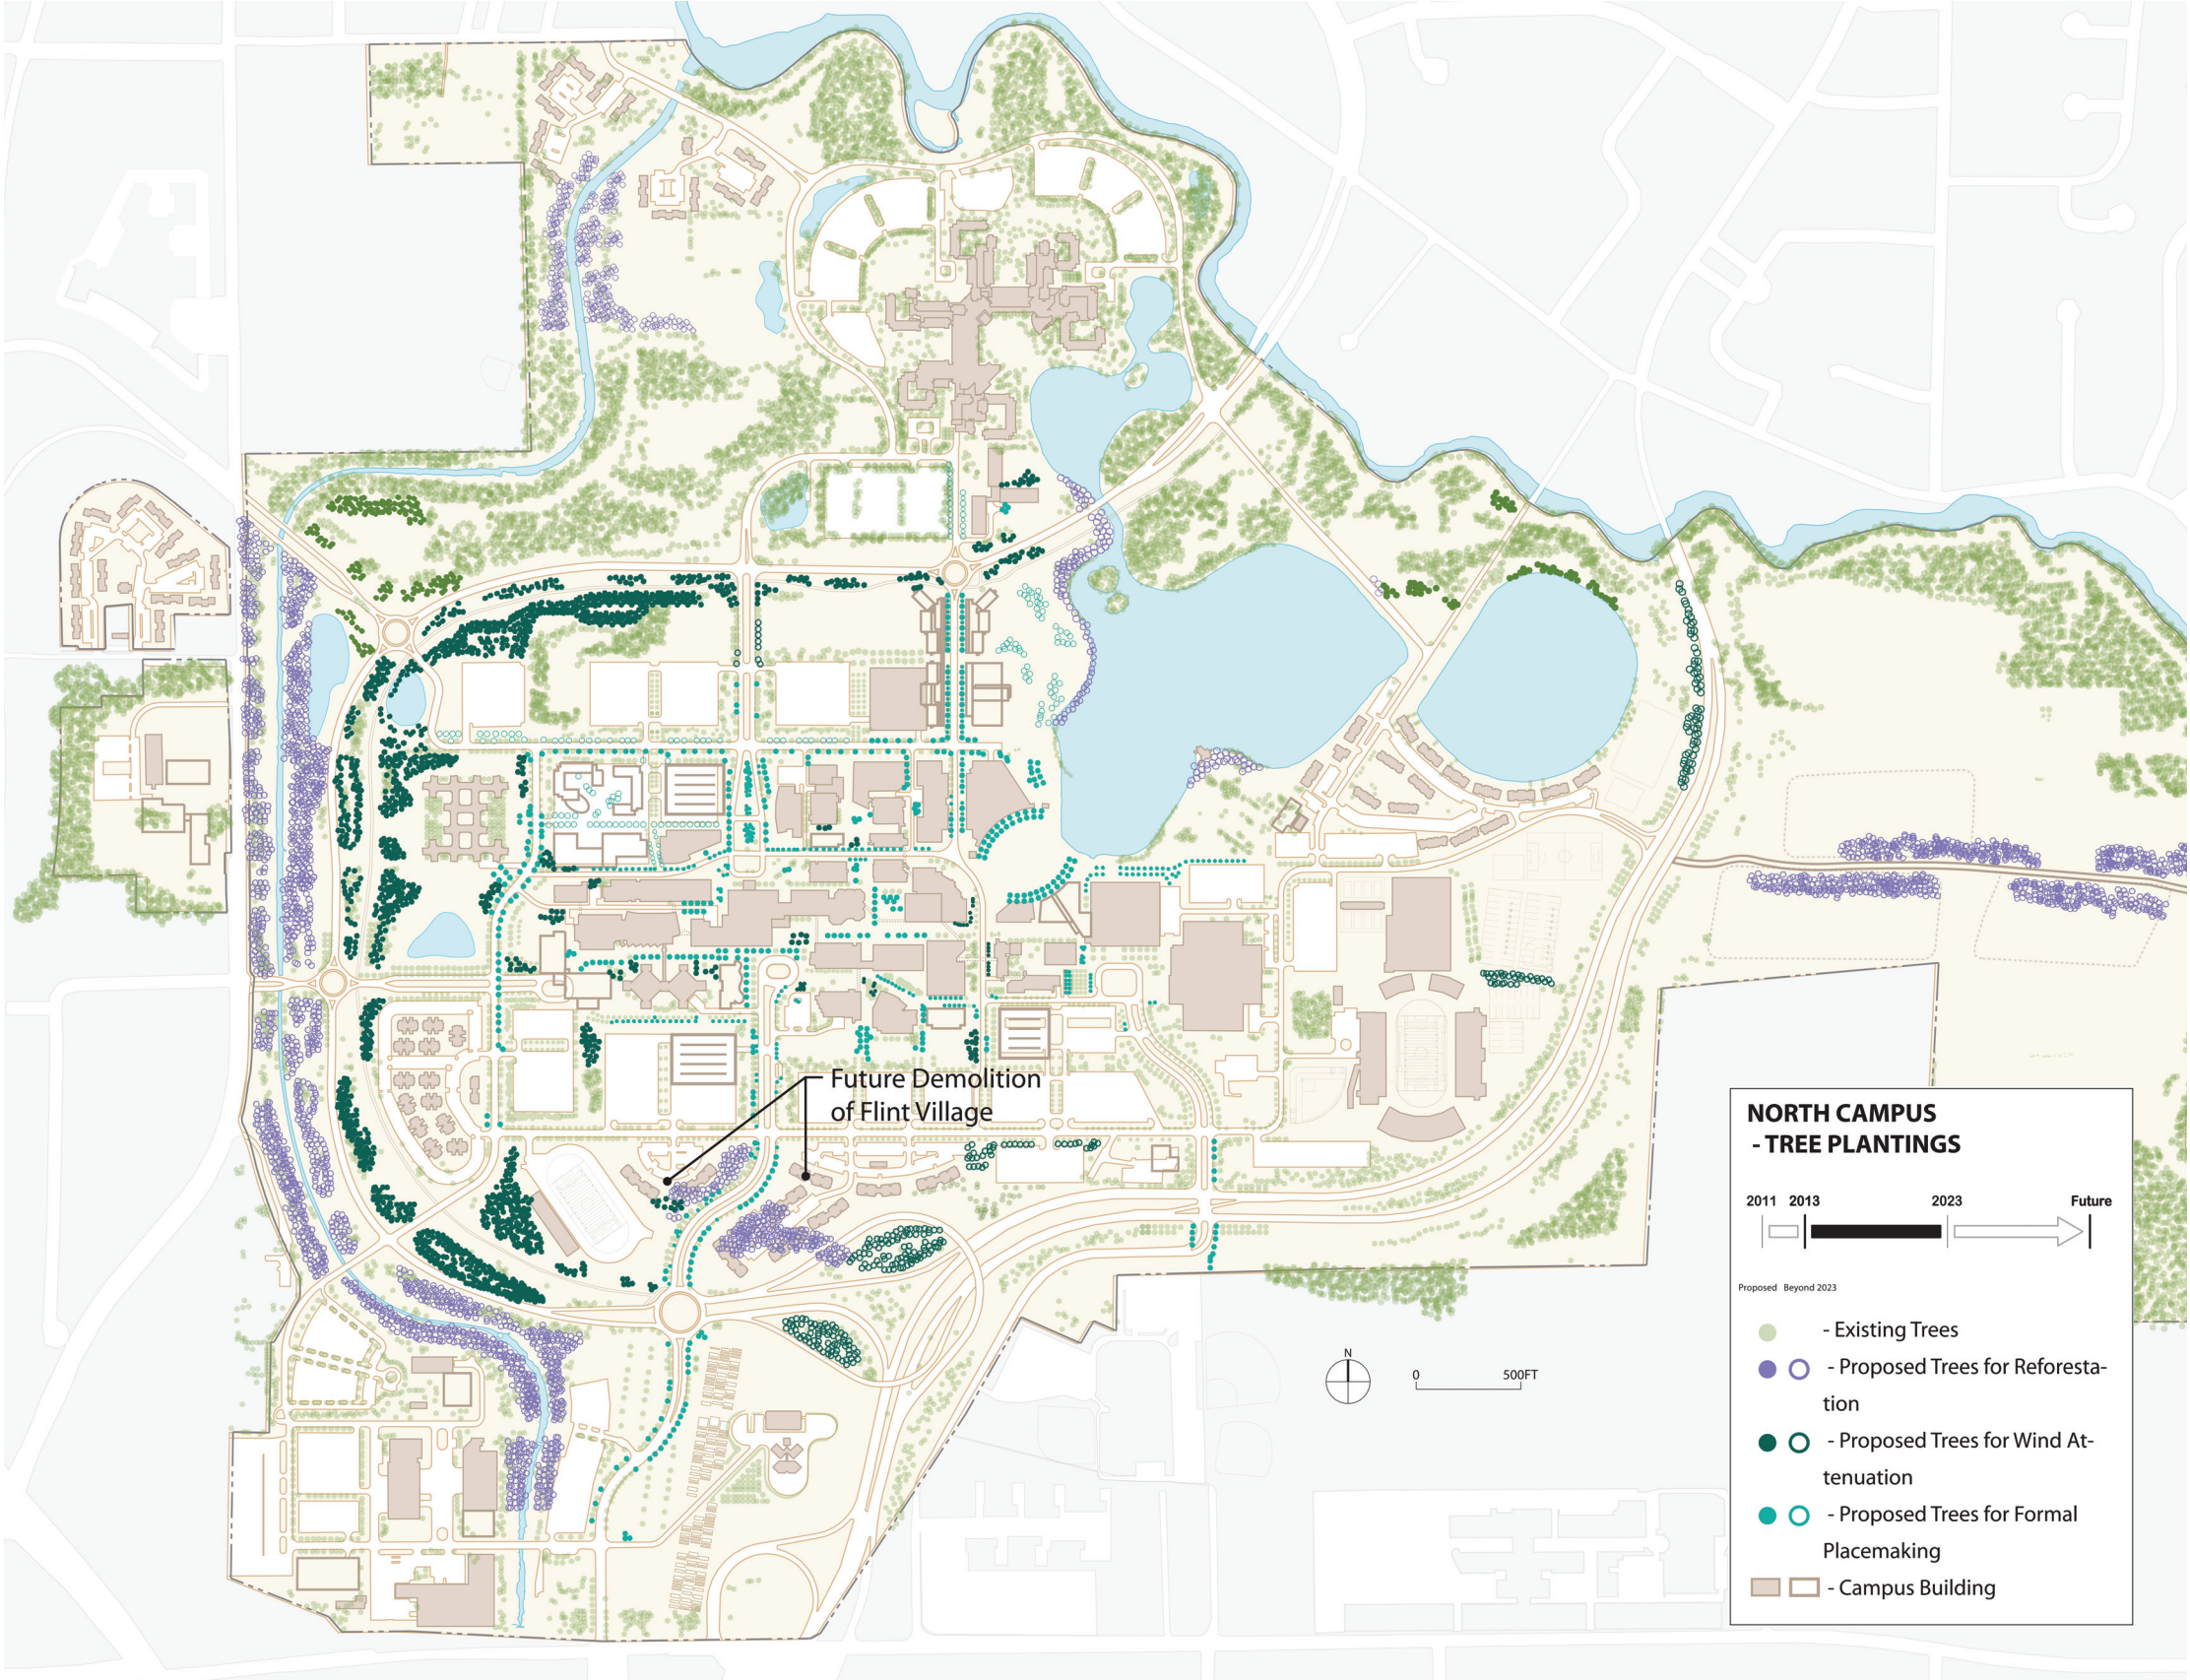 Future Demolition
of Flint Village
NORTH CAMPUS
- TREE PLANTINGS
2011 2013 2023 Future
Proposed Beyond 2023
- Existing Trees
- Proposed Trees for Reforesta-
tion
- Proposed Trees for Wind At-
tenuation
- Proposed Trees for Formal
Placemaking
- Campus Building
N
0 500FT